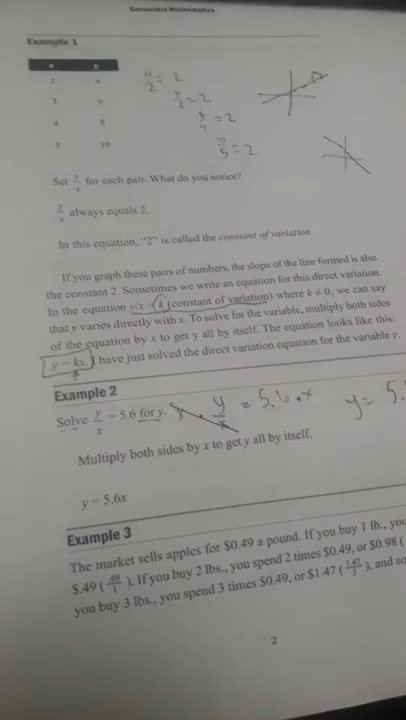 Secondary Mathematics
Example 1
x y
2 4
3 6
4 8
5 10
4/2 = 2
6/3 = 2
8/4 = 2
10/5 = 2
Set y/x for each pair. What do you notice?
y/x always equals 2.
In this equation, "2" is called the constant of variation.
If you graph these pairs of numbers, the slope of the line formed is also
the constant 2. Sometimes we write an equation for this direct variation.
In the equation y/x = k (constant of variation) where k ≠ 0, we can say
that y varies directly with x. To solve for the variable, multiply both sides
of the equation by x to get y all by itself. The equation looks like this:
y = kx. I have just solved the direct variation equation for the variable y.
Example 2
Solve y/x = 5.6 for y. x · y/x = 5.6 · x y = 5.
Multiply both sides by x to get y all by itself.
y = 5.6x
Example 3
The market sells apples for $0.49 a pound. If you buy 1 lb., you
$.49 (.49/1). If you buy 2 lbs., you spend 2 times $0.49, or $0.98 (
you buy 3 lbs., you spend 3 times $0.49, or $1.47 (1.47/3), and so
2